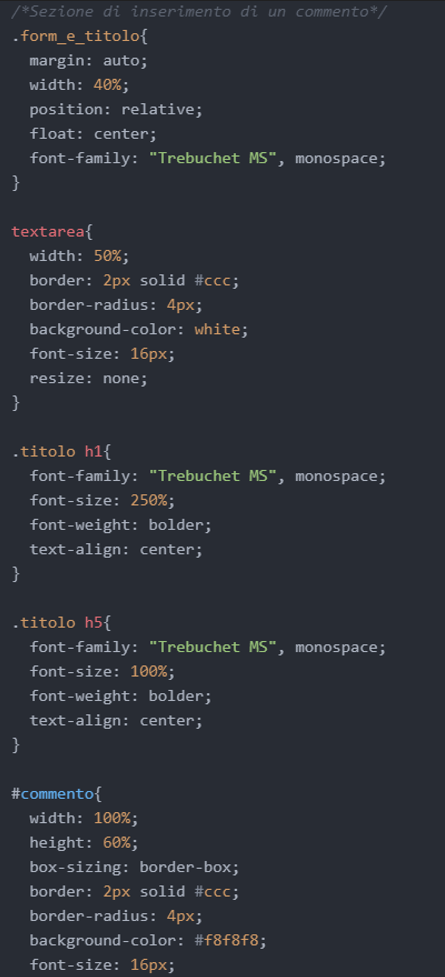 /*Sezione di inserimento di un commento*/
.form_e_titolo{
  margin: auto;
  width: 40%;
  position: relative;
  float: center;
  font-family: "Trebuchet MS", monospace;
}

textarea{
  width: 50%;
  border: 2px solid #ccc;
  border-radius: 4px;
  background-color: white;
  font-size: 16px;
  resize: none;
}

.titolo h1{
  font-family: "Trebuchet MS", monospace;
  font-size: 250%;
  font-weight: bolder;
  text-align: center;
}

.titolo h5{
  font-family: "Trebuchet MS", monospace;
  font-size: 100%;
  font-weight: bolder;
  text-align: center;
}

#commento{
  width: 100%;
  height: 60%;
  box-sizing: border-box;
  border: 2px solid #ccc;
  border-radius: 4px;
  background-color: #f8f8f8;
  font-size: 16px;